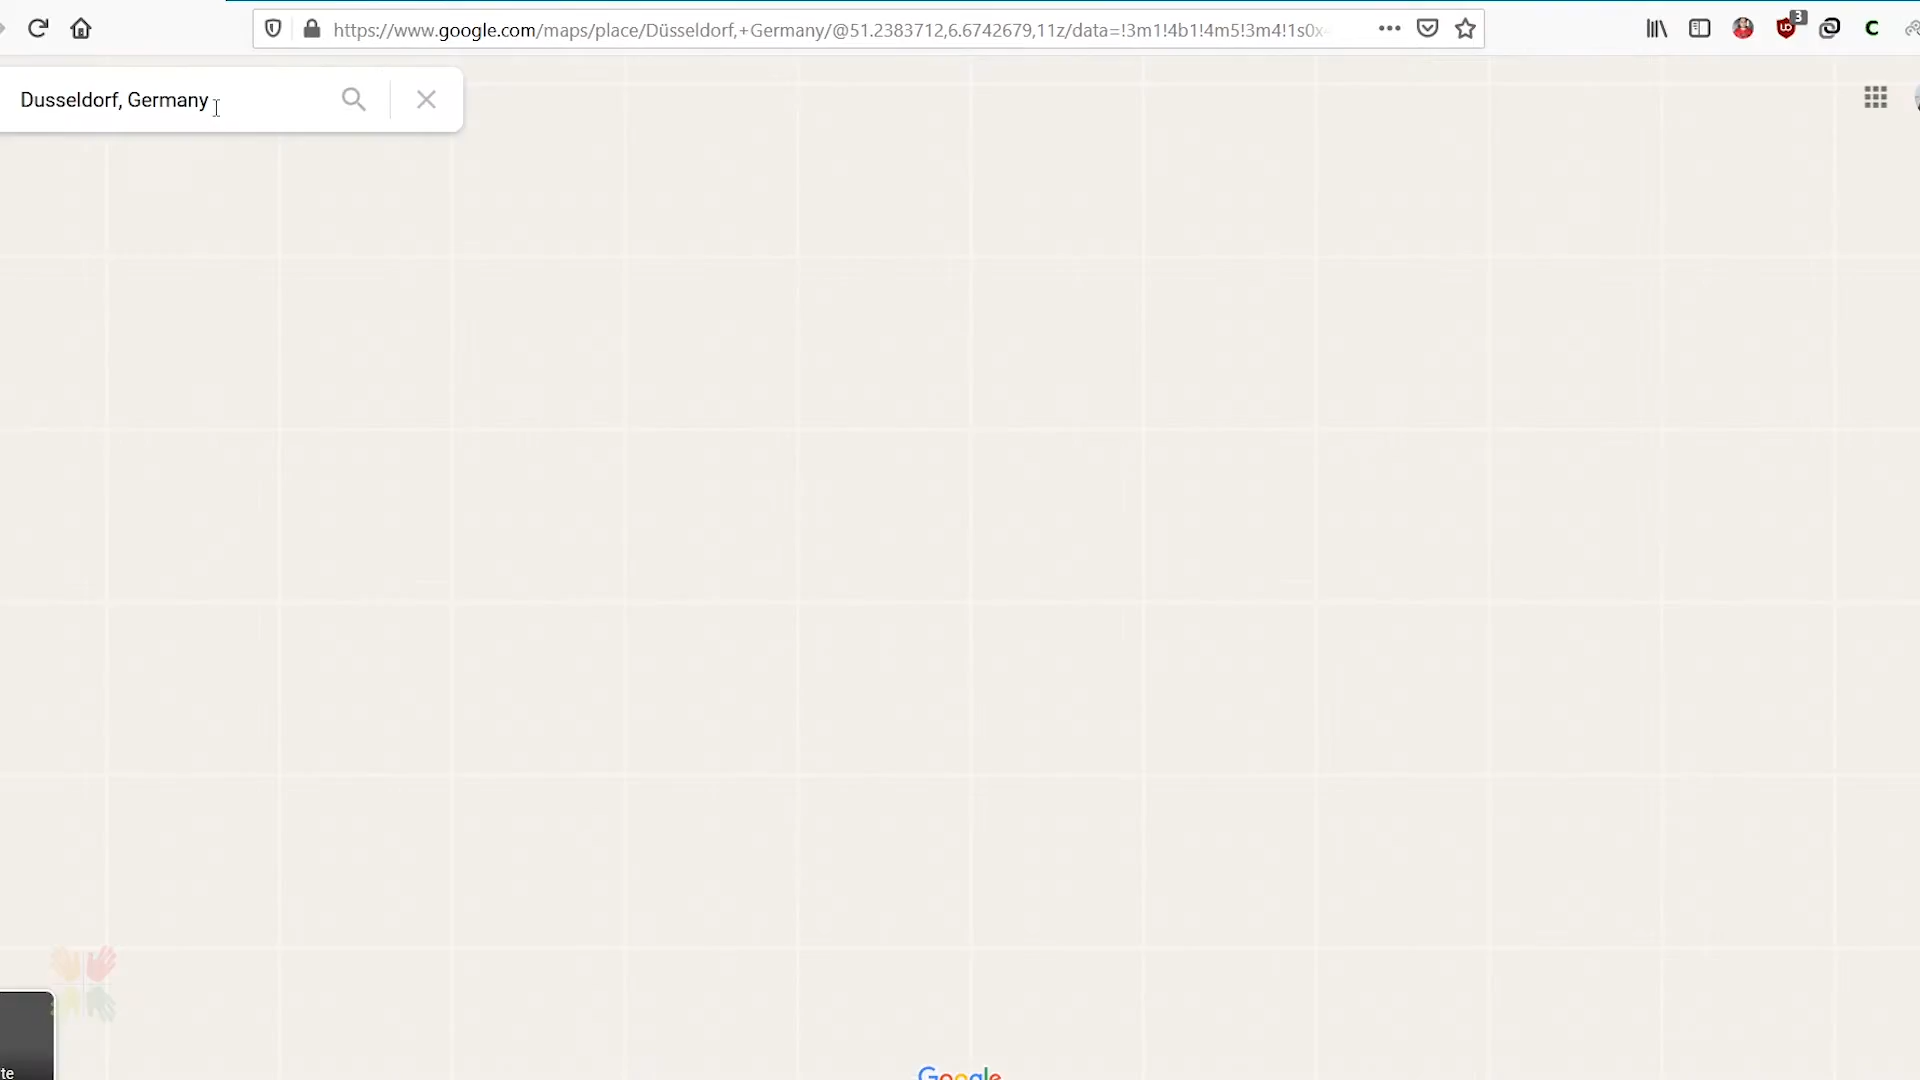 https://www.google.com/maps/place/Düsseldorf,+Germany/@51.2383712,6.6742679,11z/data=!3m1!4b1!4m5!3m4!1s0x
3
C
Dusseldorf, Germany
te
Google